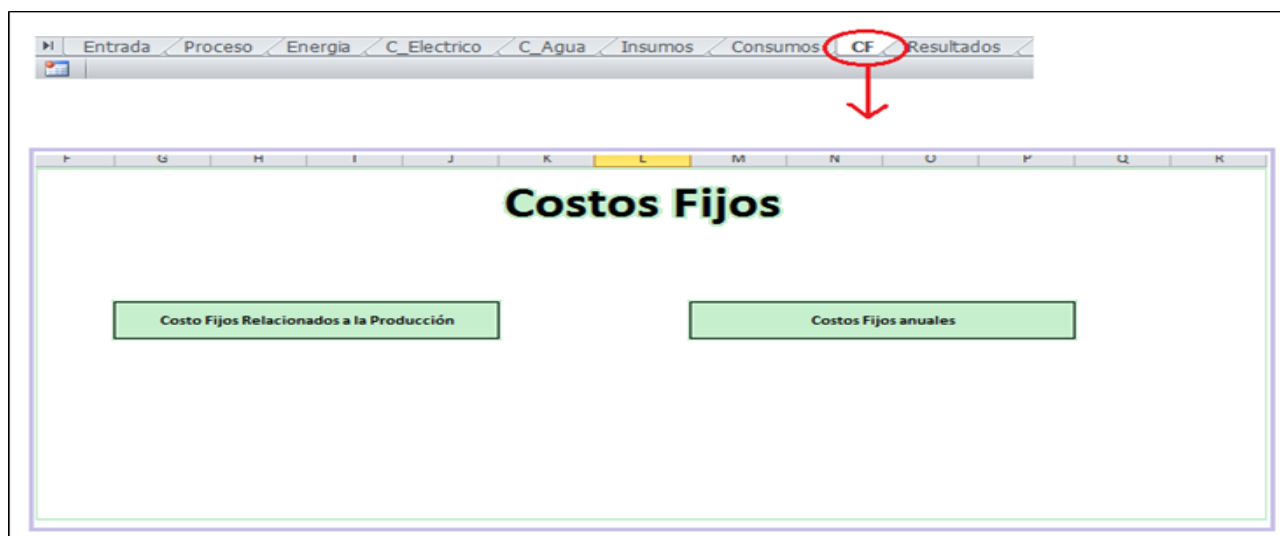 Entrada Proceso Energia C_Electrico C_Agua Insumos Consumos CF Resultados
F G H I J K L M N O P Q R
Costos Fijos
Costo Fijos Relacionados a la Producción Costos Fijos anuales